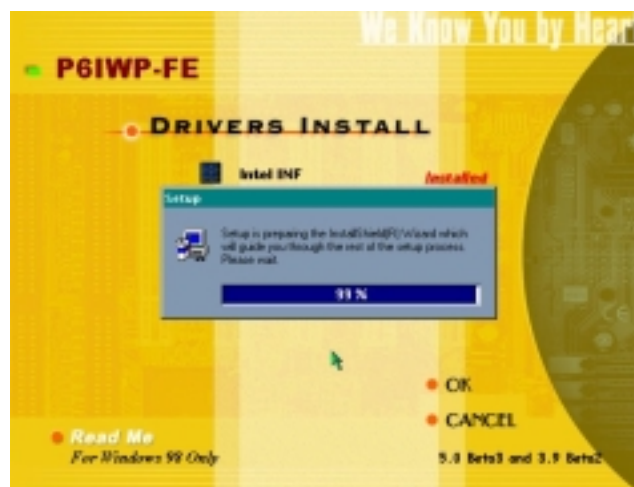 We Know You by Hear
P6IWP-FE
DRIVERS INSTALL
Intel INF Installed
Setup
Setup is preparing the InstallShield(R) Wizard which
will guide you through the rest of the setup process.
Please wait.
99 %
OK
CANCEL
Read Me
For Windows 98 Only
5.0 Beta3 and 3.9 Beta2